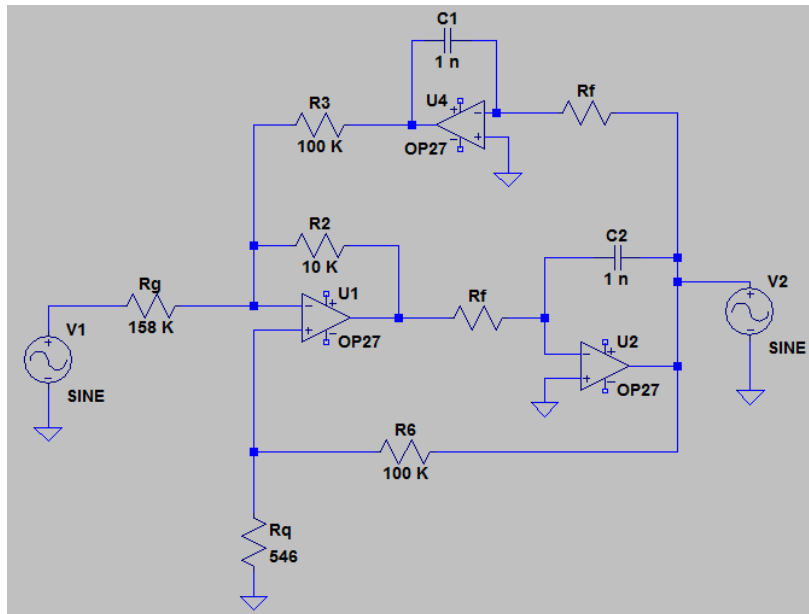 C1
1 n
U4
Rf
R3
100 K
OP27
R2
10 K
C2
1 n
Rg
158 K
U1
Rf
V2
V1
OP27
U2
SINE
SINE
OP27
R6
100 K
Rq
546